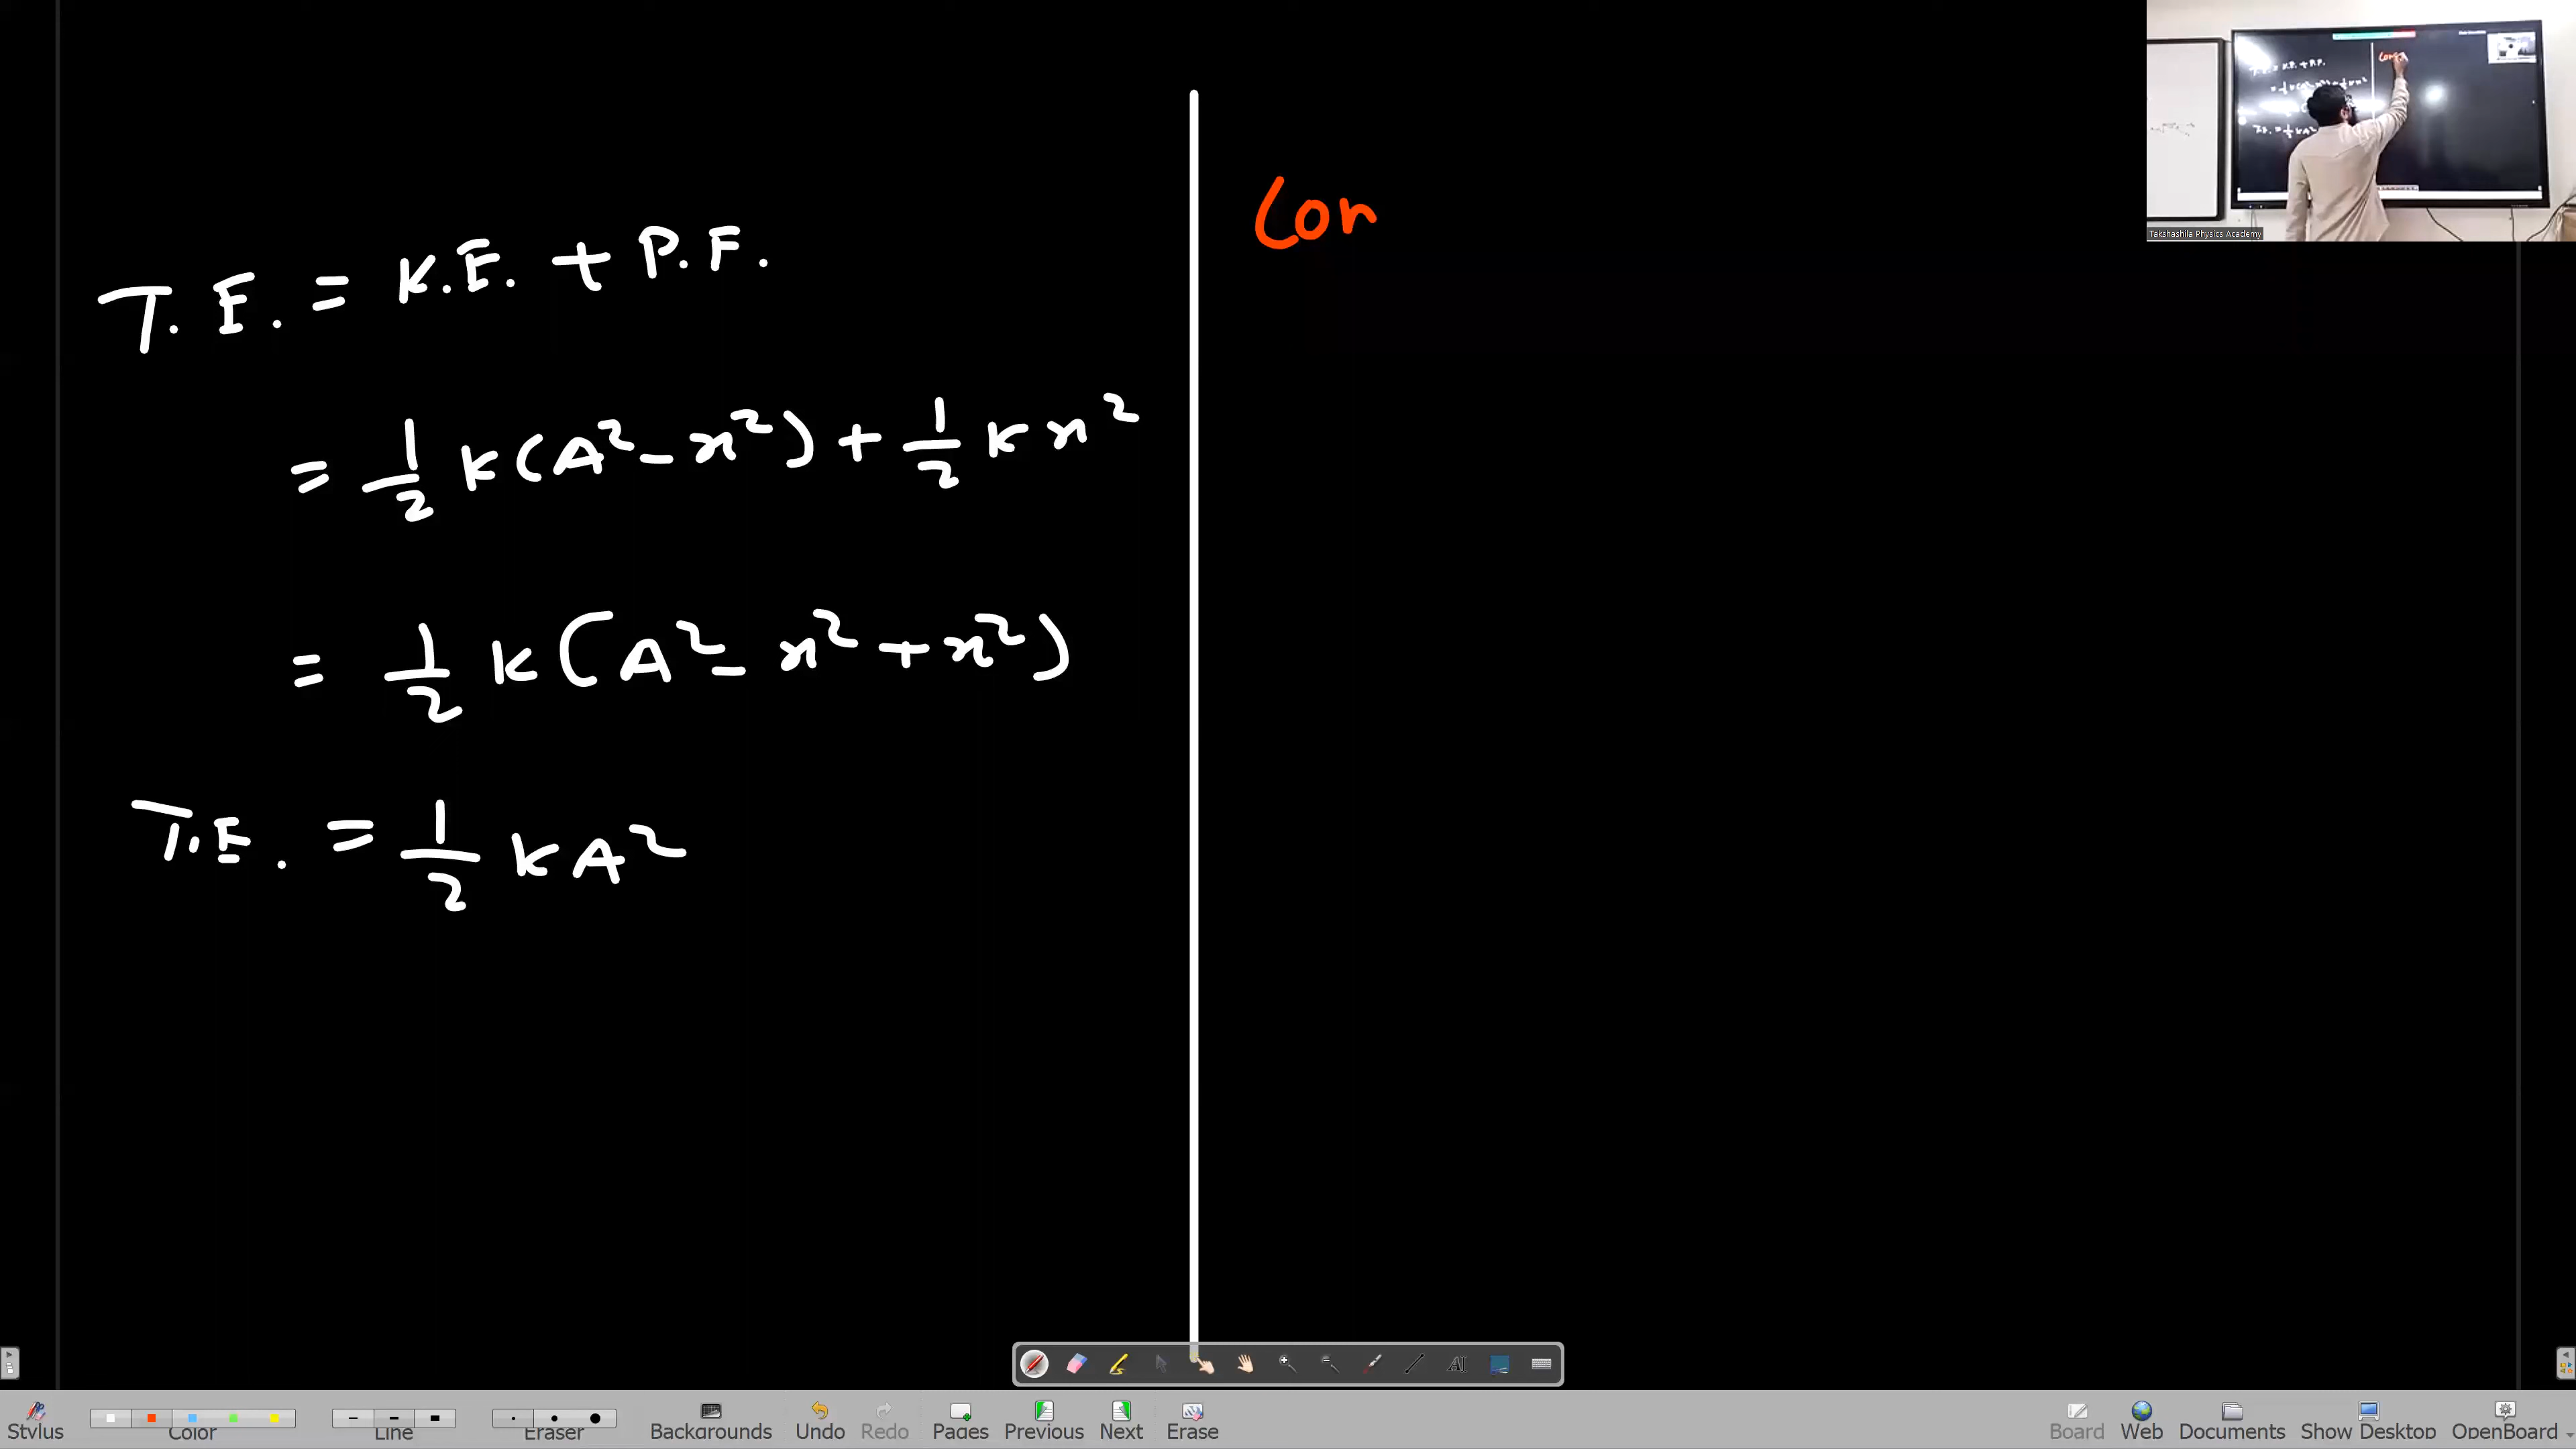 T.E. = K.E. + P.E.
= 1/2 K(A² - x²) + 1/2 K x²
= 1/2 K(A² - x² + x²)
T.E. = 1/2 KA²
Con
Takshashila Physics Academy
Stylus
Color
Line
Eraser
Backgrounds
Undo
Redo
Pages
Previous
Next
Erase
Board
Web
Documents
Show Desktop
OpenBoard